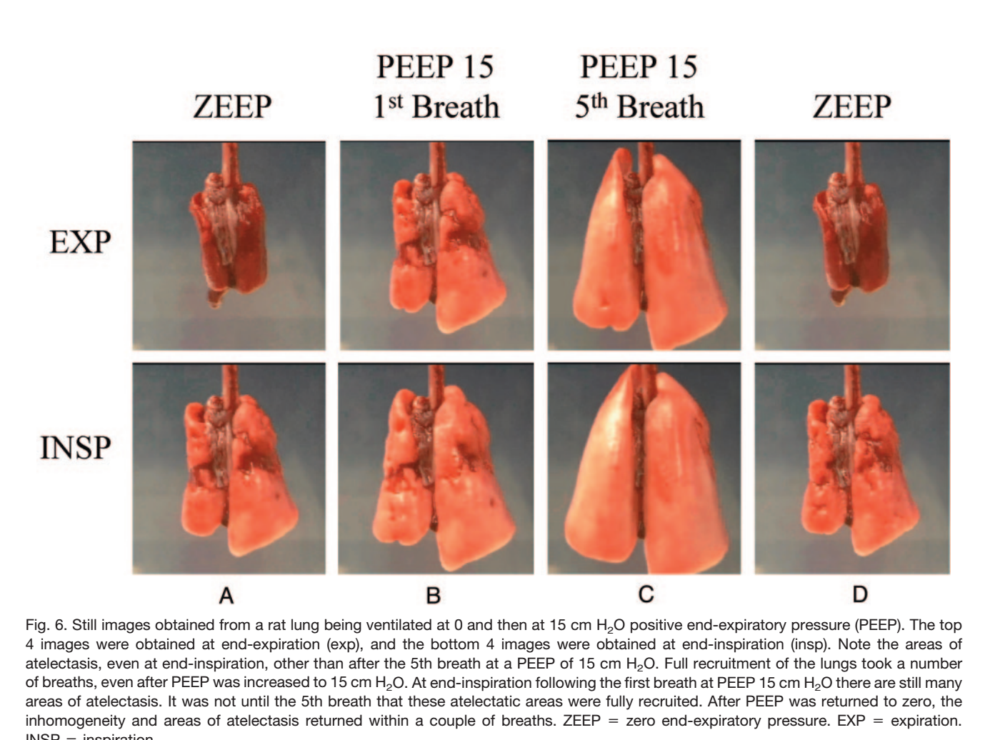 PEEP 15 PEEP 15
ZEEP 1st Breath 5th Breath ZEEP
EXP
INSP
A B C D
Fig. 6. Still images obtained from a rat lung being ventilated at 0 and then at 15 cm H2O positive end-expiratory pressure (PEEP). The top
4 images were obtained at end-expiration (exp), and the bottom 4 images were obtained at end-inspiration (insp). Note the areas of
atelectasis, even at end-inspiration, other than after the 5th breath at a PEEP of 15 cm H2O. Full recruitment of the lungs took a number
of breaths, even after PEEP was increased to 15 cm H2O. At end-inspiration following the first breath at PEEP 15 cm H2O there are still many
areas of atelectasis. It was not until the 5th breath that these atelectatic areas were fully recruited. After PEEP was returned to zero, the
inhomogeneity and areas of atelectasis returned within a couple of breaths. ZEEP = zero end-expiratory pressure. EXP = expiration.
INSP = inspiration.